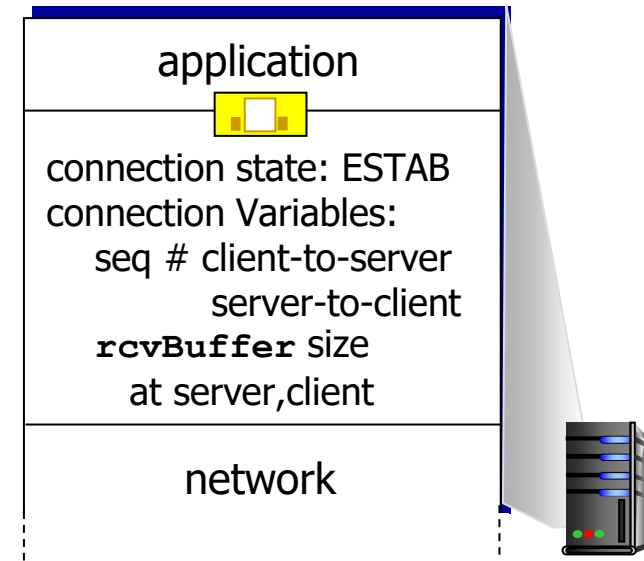 application
connection state: ESTAB
connection Variables:
seq # client-to-server
server-to-client
rcvBuffer size
at server,client
network